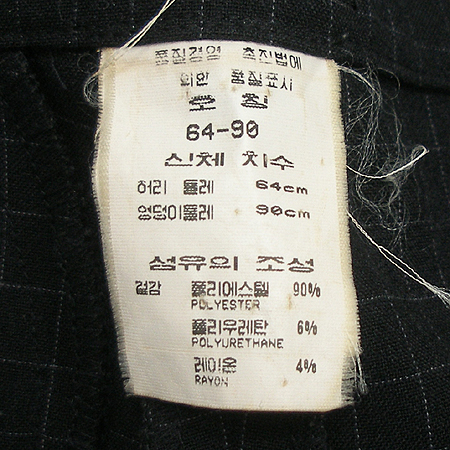 품질경영 촉진법에
의한 품질표시
호 칭
64-90
신체 치수
허리 둘레 64cm
엉덩이둘레 90cm
섬유의 조성
겉감 폴리에스텔 90%
POLYESTER
폴리우레탄 6%
POLYURETHANE
레이온 4%
RAYON